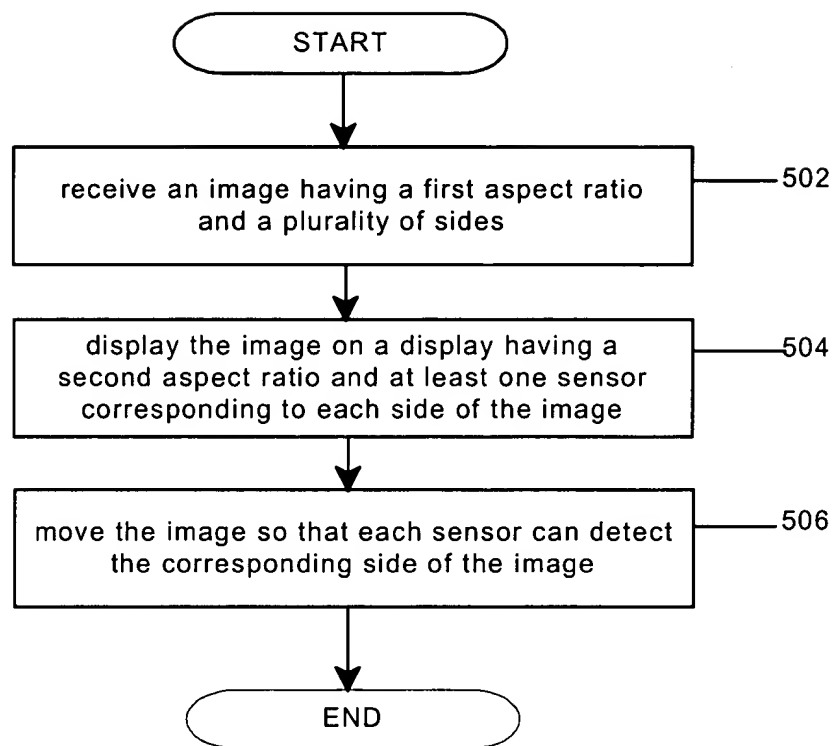 START
receive an image having a first aspect ratio
and a plurality of sides
502
display the image on a display having a
second aspect ratio and at least one sensor
corresponding to each side of the image
504
move the image so that each sensor can detect
the corresponding side of the image
506
END